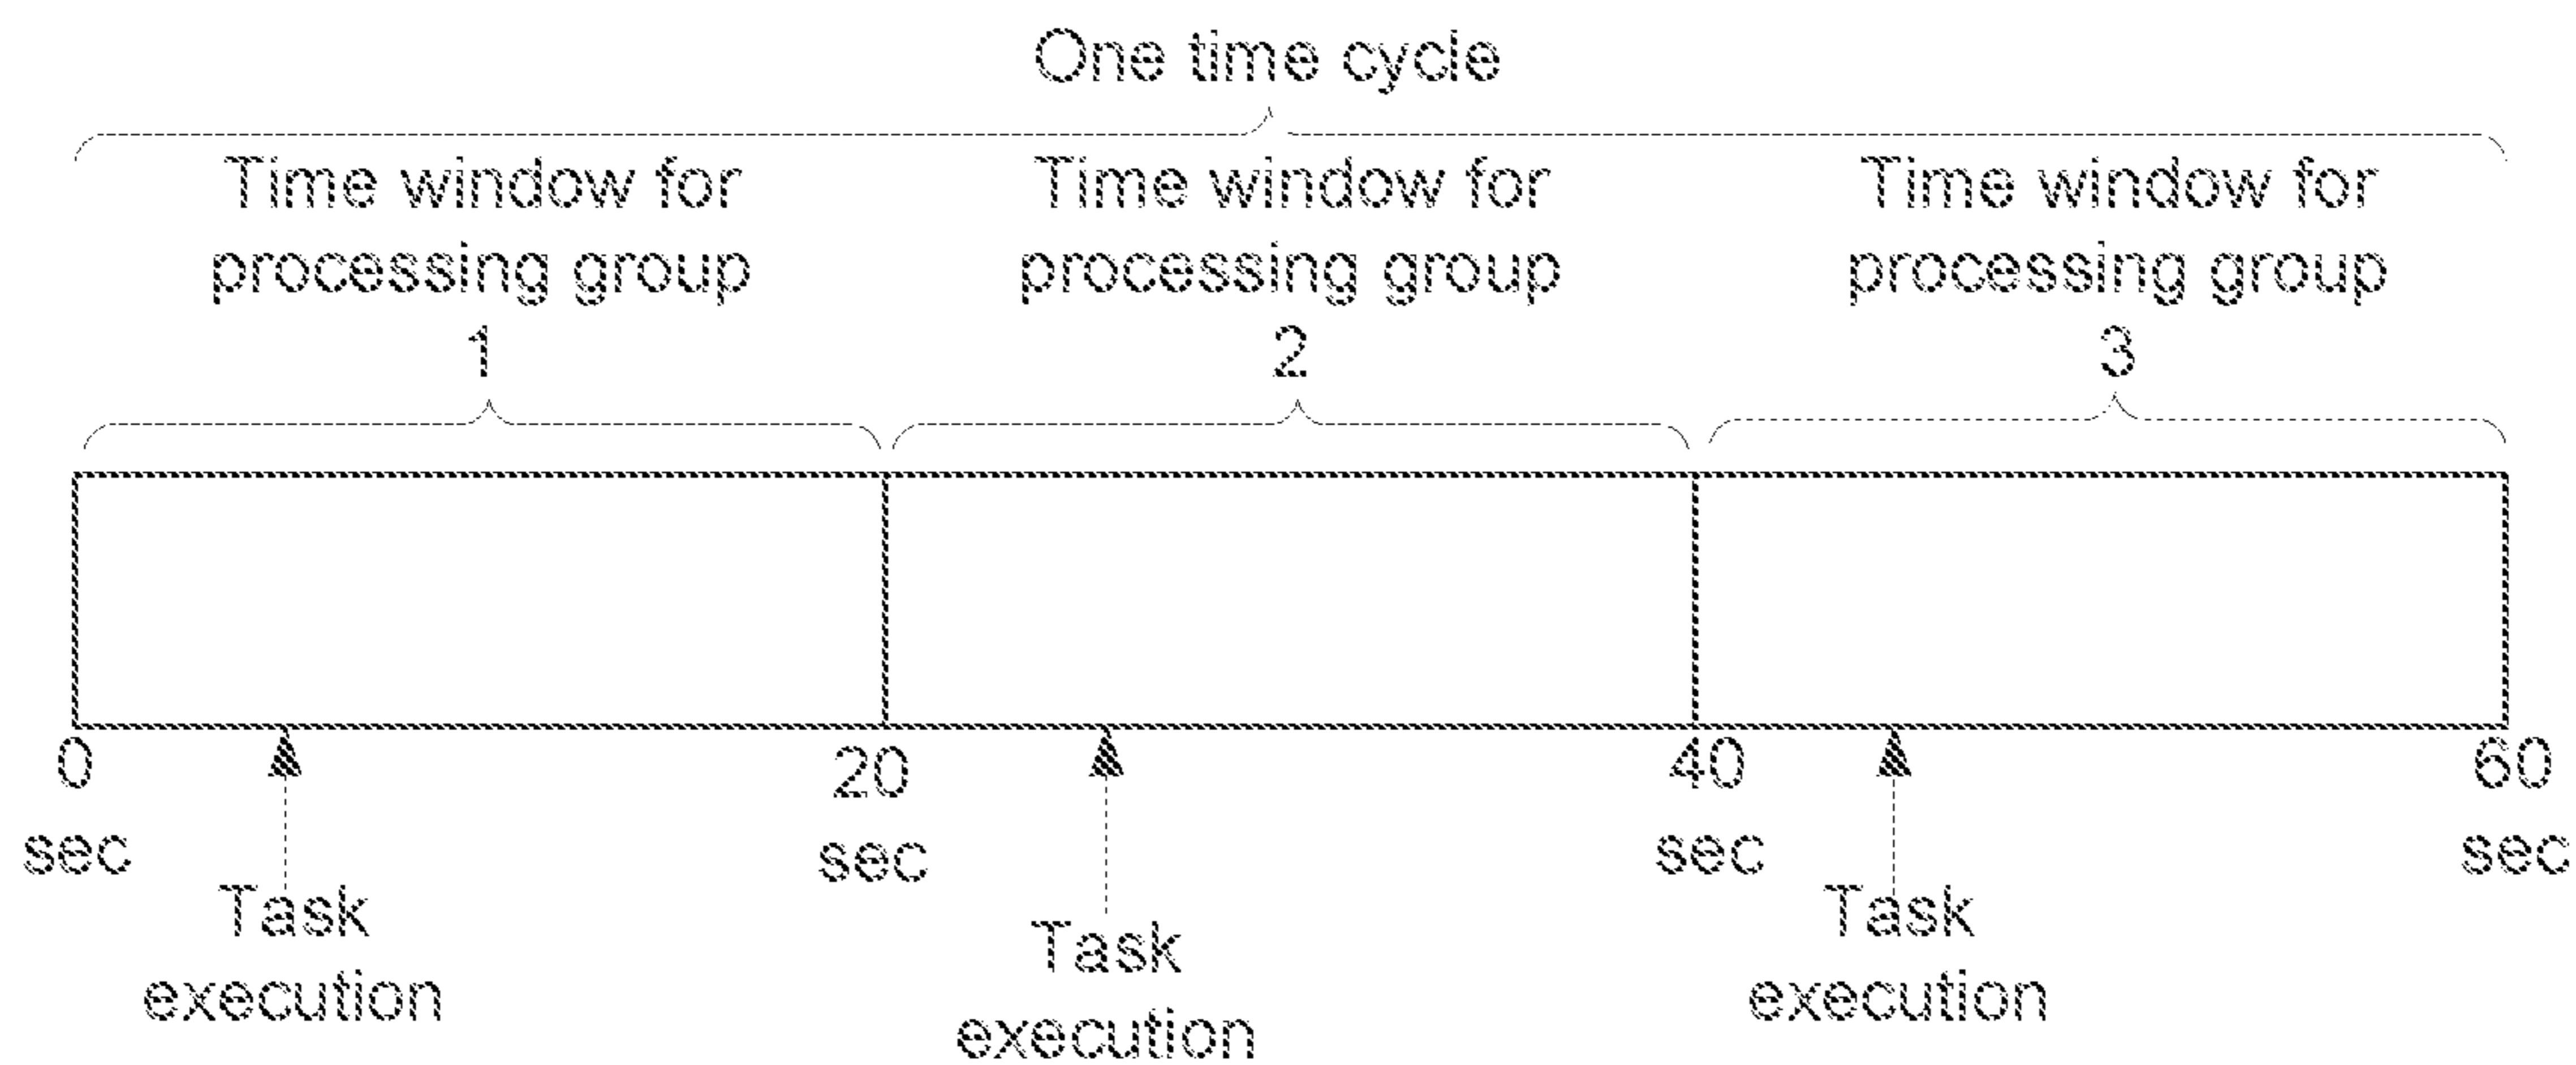 One time cycle
Time window for
processing group
1
Time window for
processing group
2
Time window for
processing group
3
0
sec
20
sec
40
sec
60
sec
Task
execution
Task
execution
Task
execution